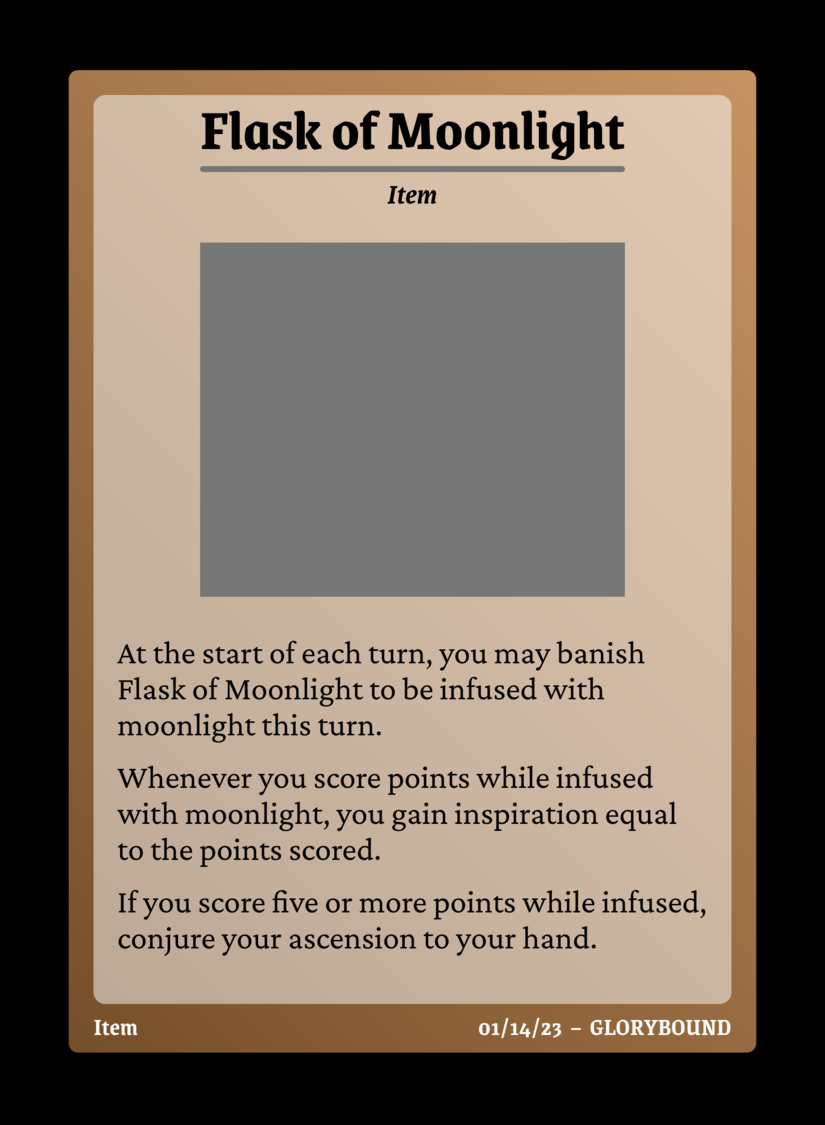 Flask of Moonlight
Item
At the start of each turn, you may banish
Flask of Moonlight to be infused with
moonlight this turn.
Whenever you score points while infused
with moonlight, you gain inspiration equal
to the points scored.
If you score five or more points while infused,
conjure your ascension to your hand.
Item
01/14/23 – GLORYBOUND